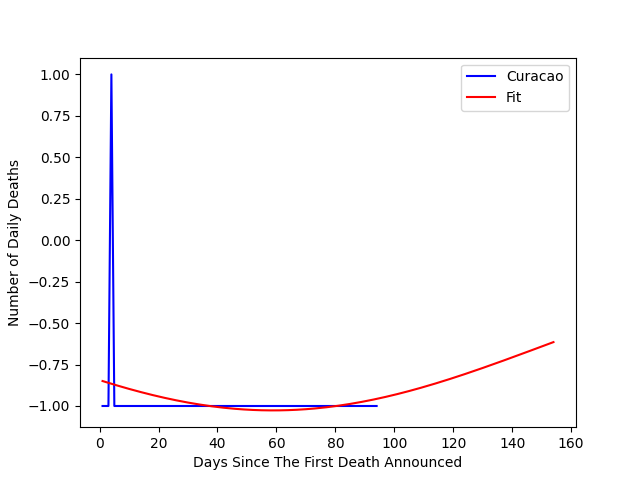 1.00
0.75
0.50
0.25
0.00
−0.25
−0.50
−0.75
−1.00
0 20 40 60 80 100 120 140 160
Number of Daily Deaths
Days Since The First Death Announced
Curacao
Fit